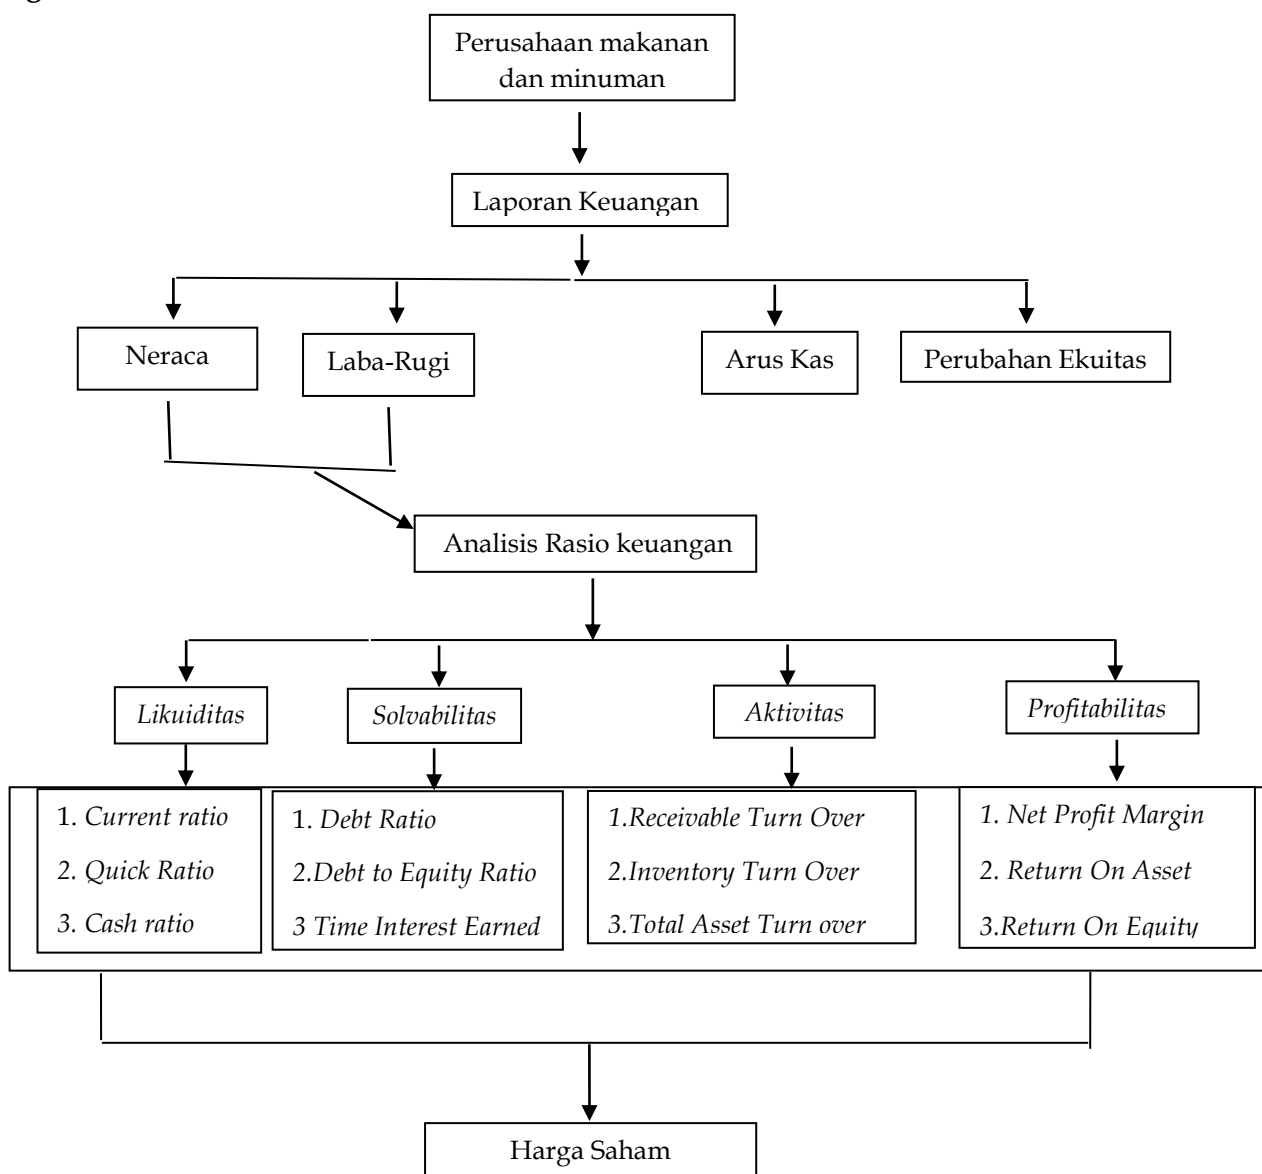 Perusahaan makanan
dan minuman
Laporan Keuangan
Neraca
Laba-Rugi
Arus Kas
Perubahan Ekuitas
Analisis Rasio keuangan
Likuiditas
Solvabilitas
Aktivitas
Profitabilitas
1. Current ratio
2. Quick Ratio
3. Cash ratio
1. Debt Ratio
2.Debt to Equity Ratio
3 Time Interest Earned
1.Receivable Turn Over
2.Inventory Turn Over
3.Total Asset Turn over
1. Net Profit Margin
2. Return On Asset
3.Return On Equity
Harga Saham